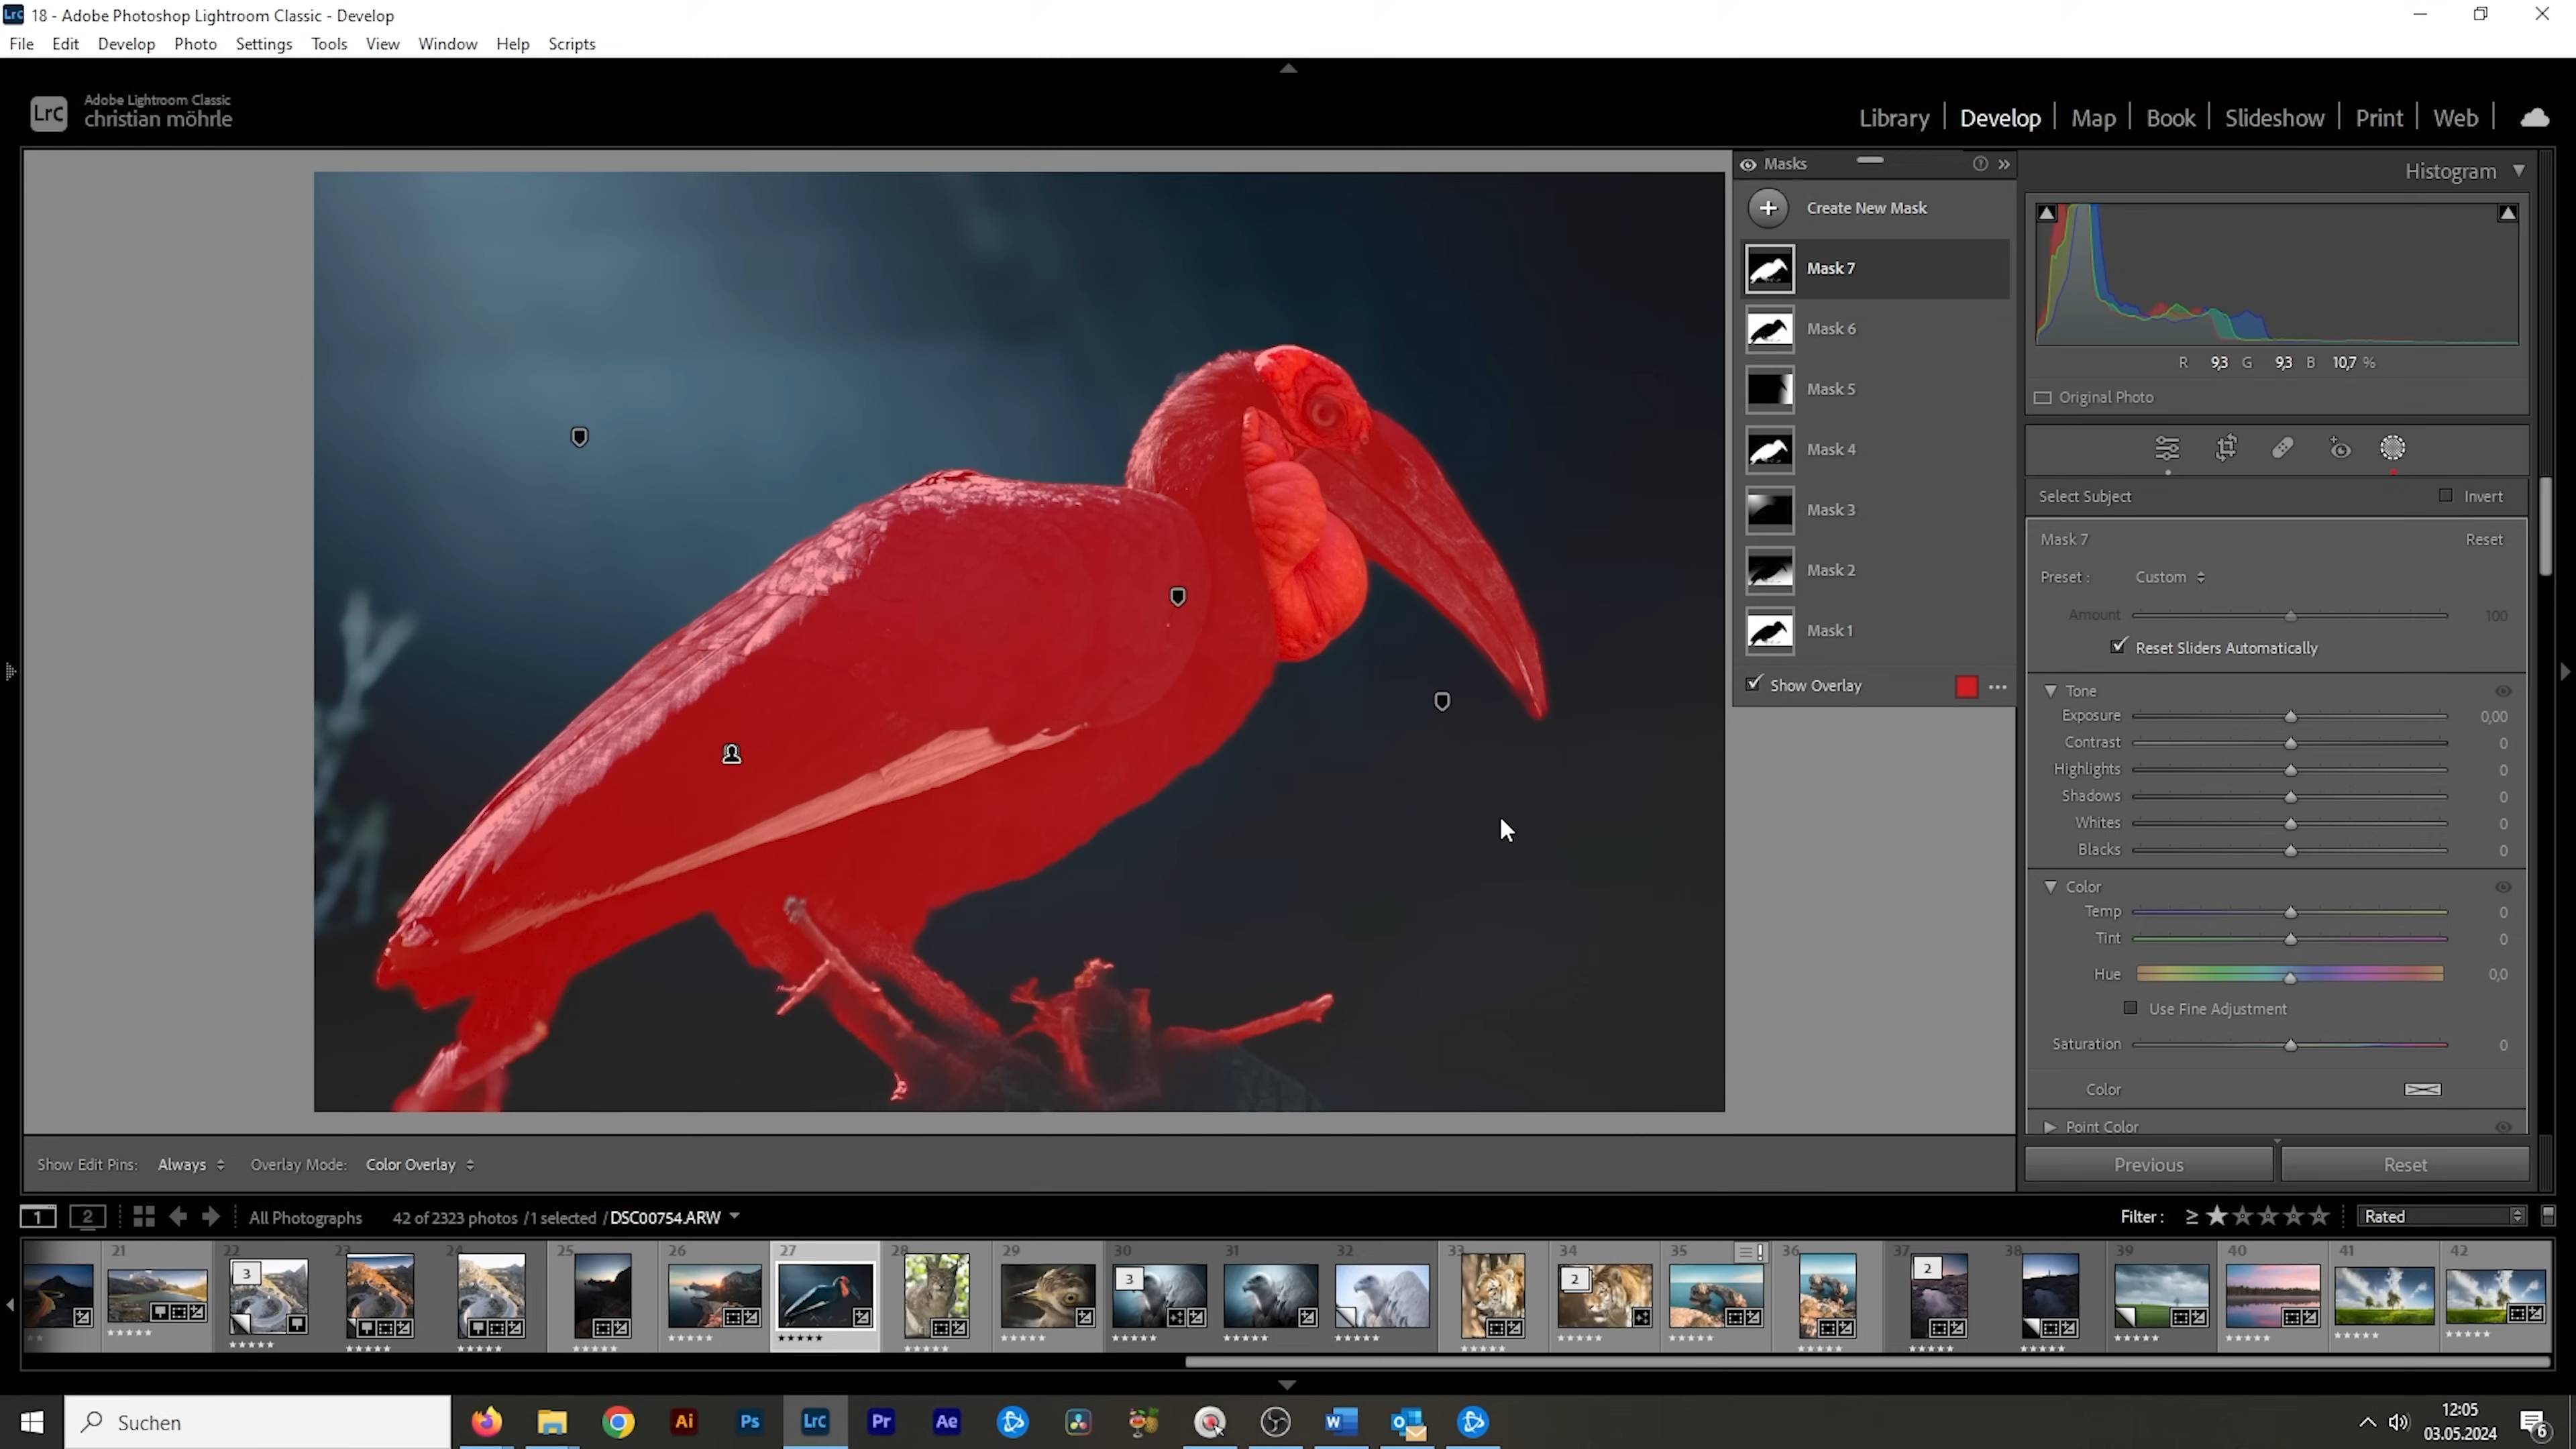 Lrc 18 - Adobe Photoshop Lightroom Classic - Develop
File Edit Develop Photo Settings Tools View Window Help Scripts
Lrc Adobe Lightroom Classic
christian möhrle
Library Develop Map Book Slideshow Print Web
Masks
Create New Mask
Mask 7
Mask 6
Mask 5
Mask 4
Mask 3
Mask 2
Mask 1
Show Overlay
Histogram
R 9,3 G 9,3 B 10,7 %
Original Photo
Select Subject Invert
Mask 7 Reset
Preset : Custom
Amount 100
Reset Sliders Automatically
Tone
Exposure 0,00
Contrast 0
Highlights 0
Shadows 0
Whites 0
Blacks 0
Color
Temp 0
Tint 0
Hue 0,0
Use Fine Adjustment
Saturation 0
Color
Point Color
Previous Reset
Show Edit Pins: Always Overlay Mode: Color Overlay
1 2 All Photographs 42 of 2323 photos / 1 selected / DSC00754.ARW Filter : ≥ Rated
21 22 23 24 25 26 27 28 29 30 31 32 33 34 35 36 37 38 39 40 41 42
3 3 2 2
Suchen Ai Ps Lrc Pr Ae W O 12:05
03.05.2024 6